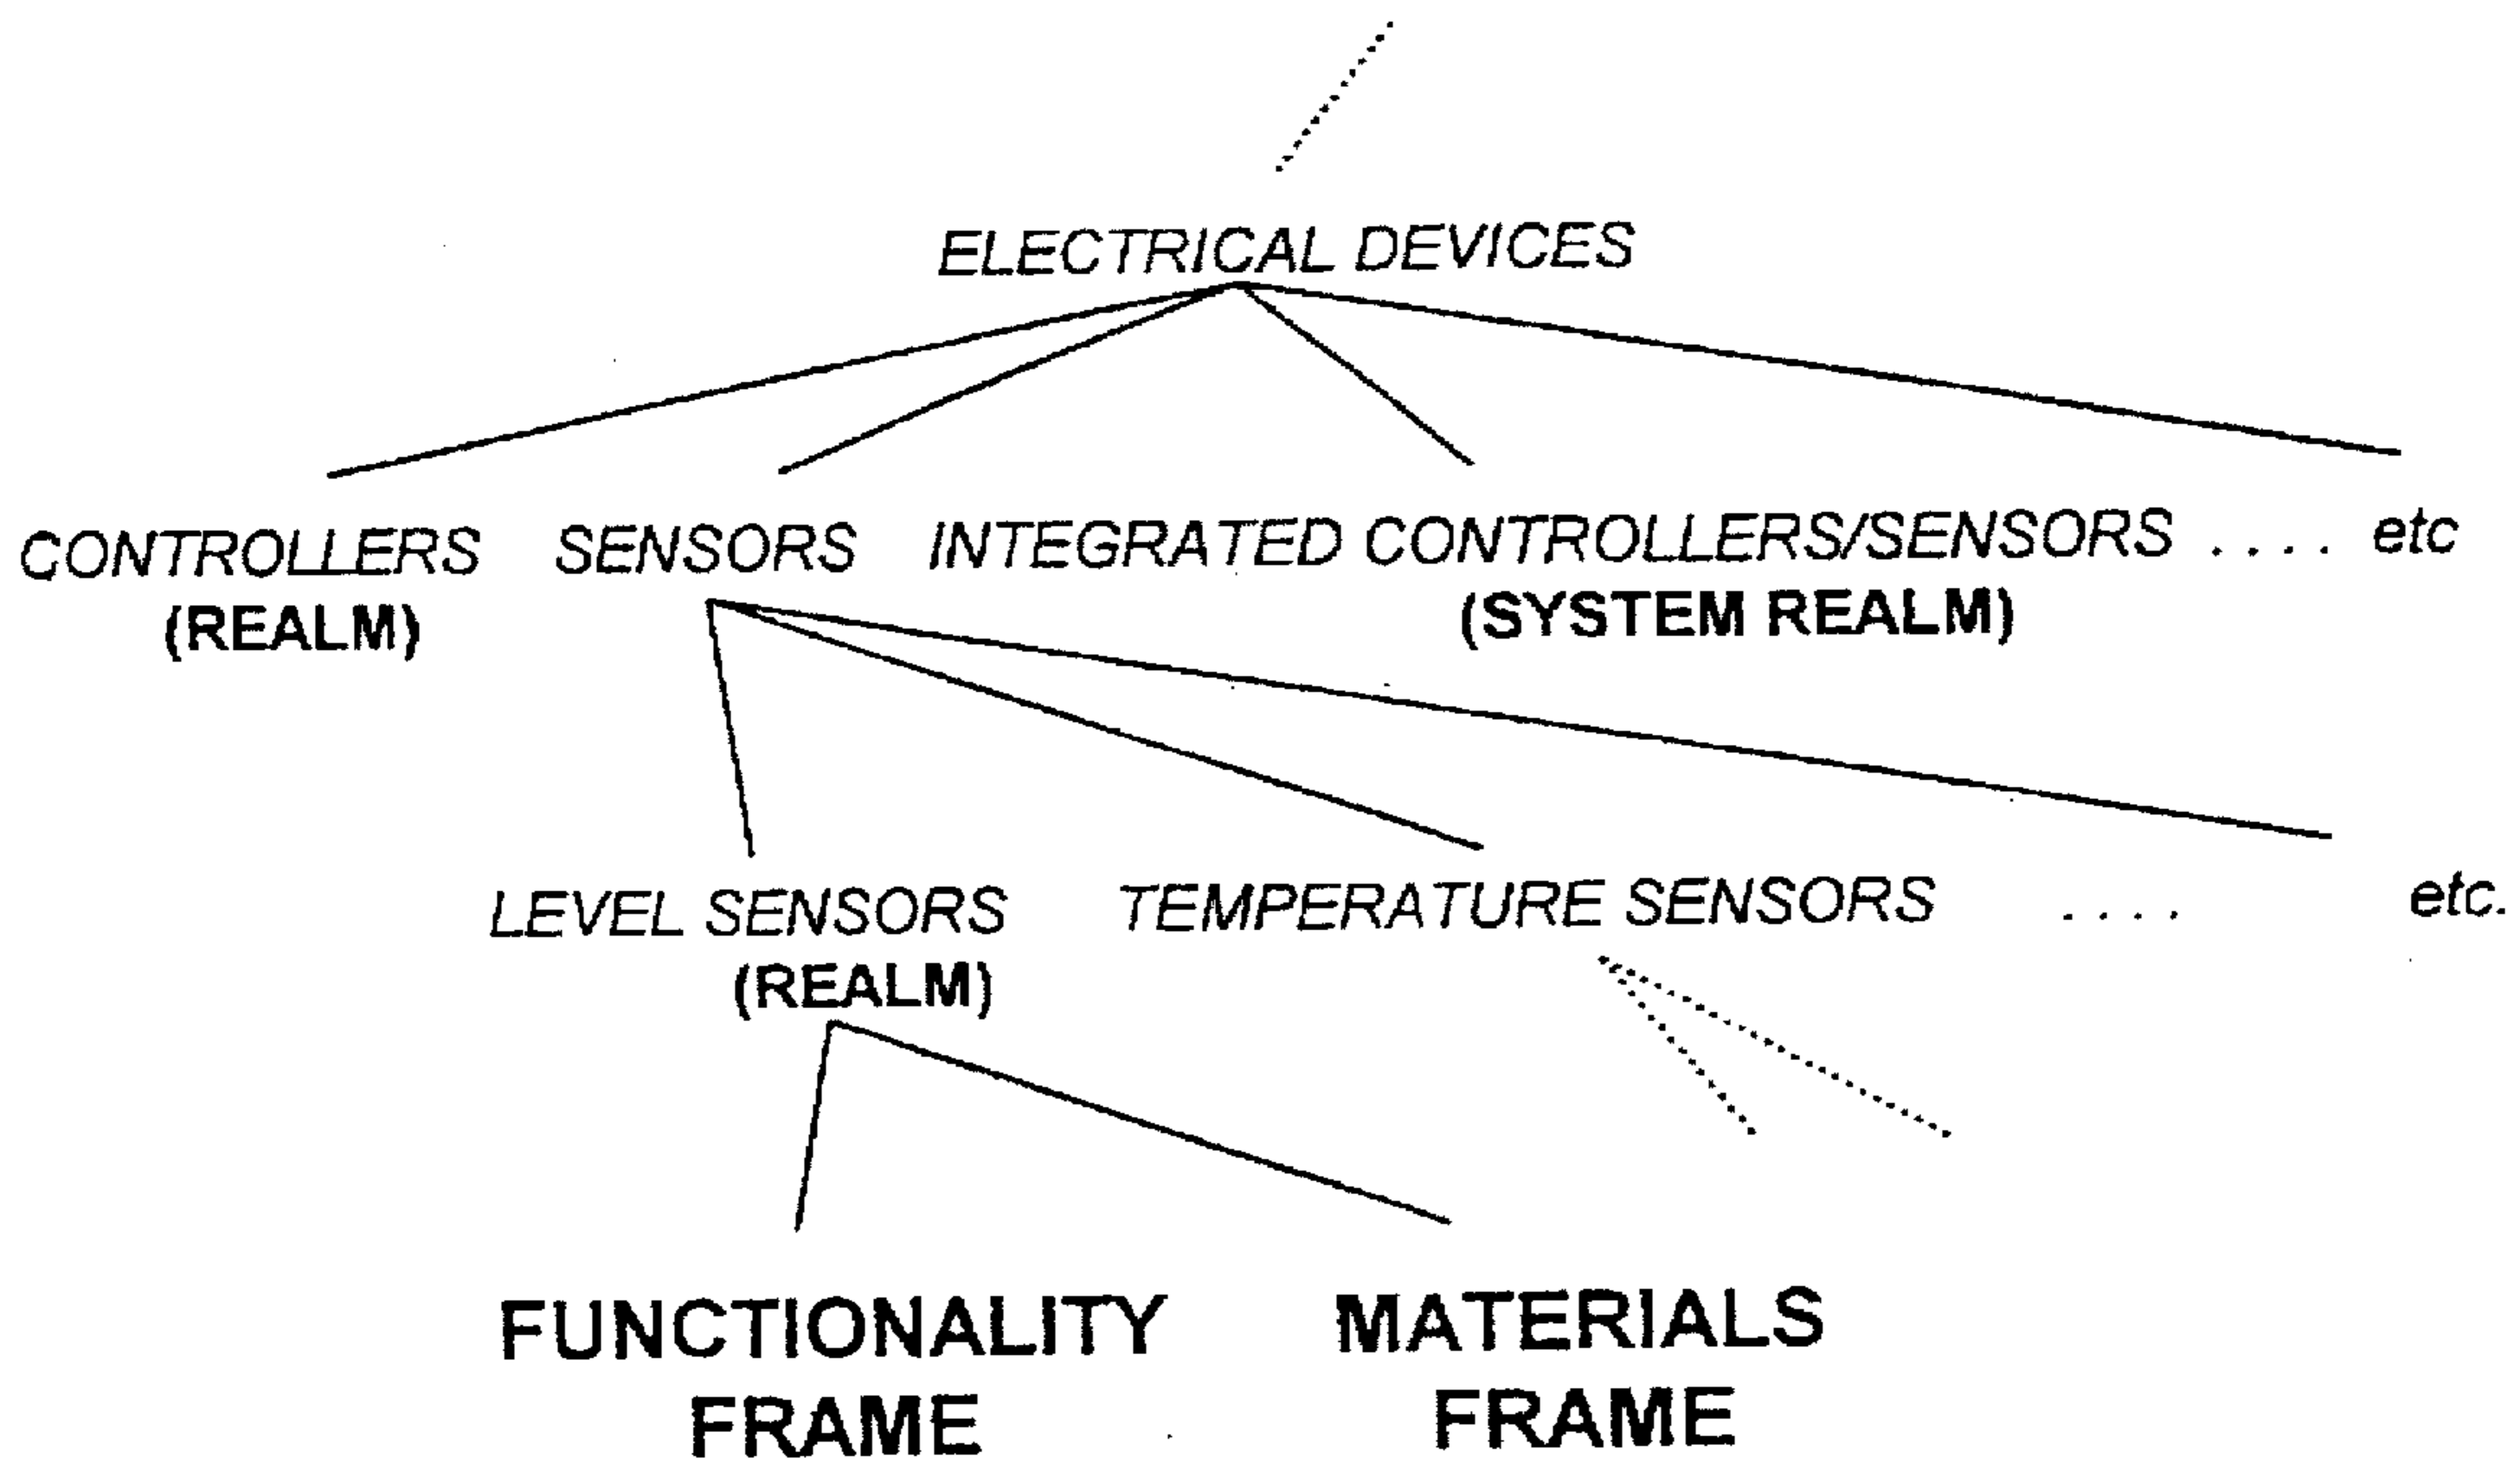 ELECTRICAL DEVICES
CONTROLLERS SENSORS INTEGRATED CONTROLLERS/SENSORS .... etc
(REALM) (SYSTEM REALM)
LEVEL SENSORS TEMPERATURE SENSORS .... etc.
(REALM)
FUNCTIONALITY MATERIALS
FRAME FRAME